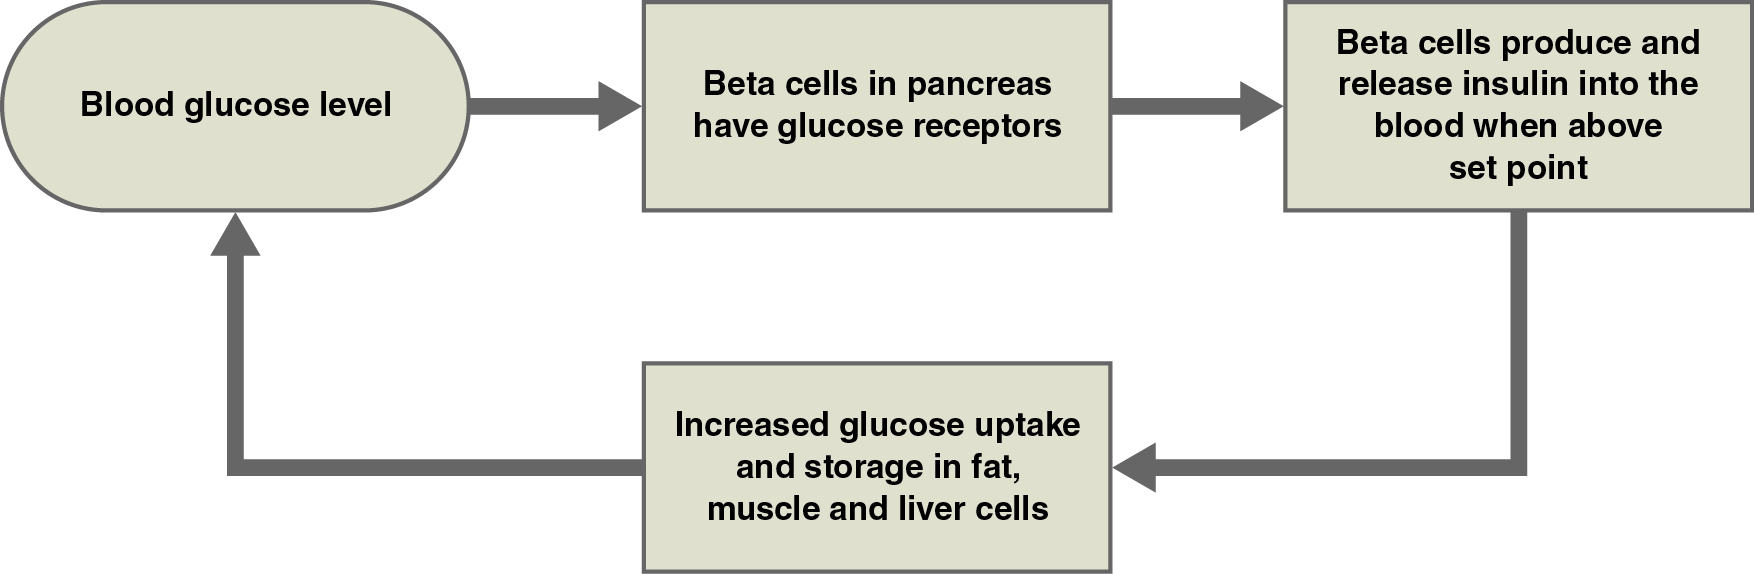 Blood glucose level
Beta cells in pancreas
have glucose receptors
Beta cells produce and
release insulin into the
blood when above
set point
Increased glucose uptake
and storage in fat,
muscle and liver cells